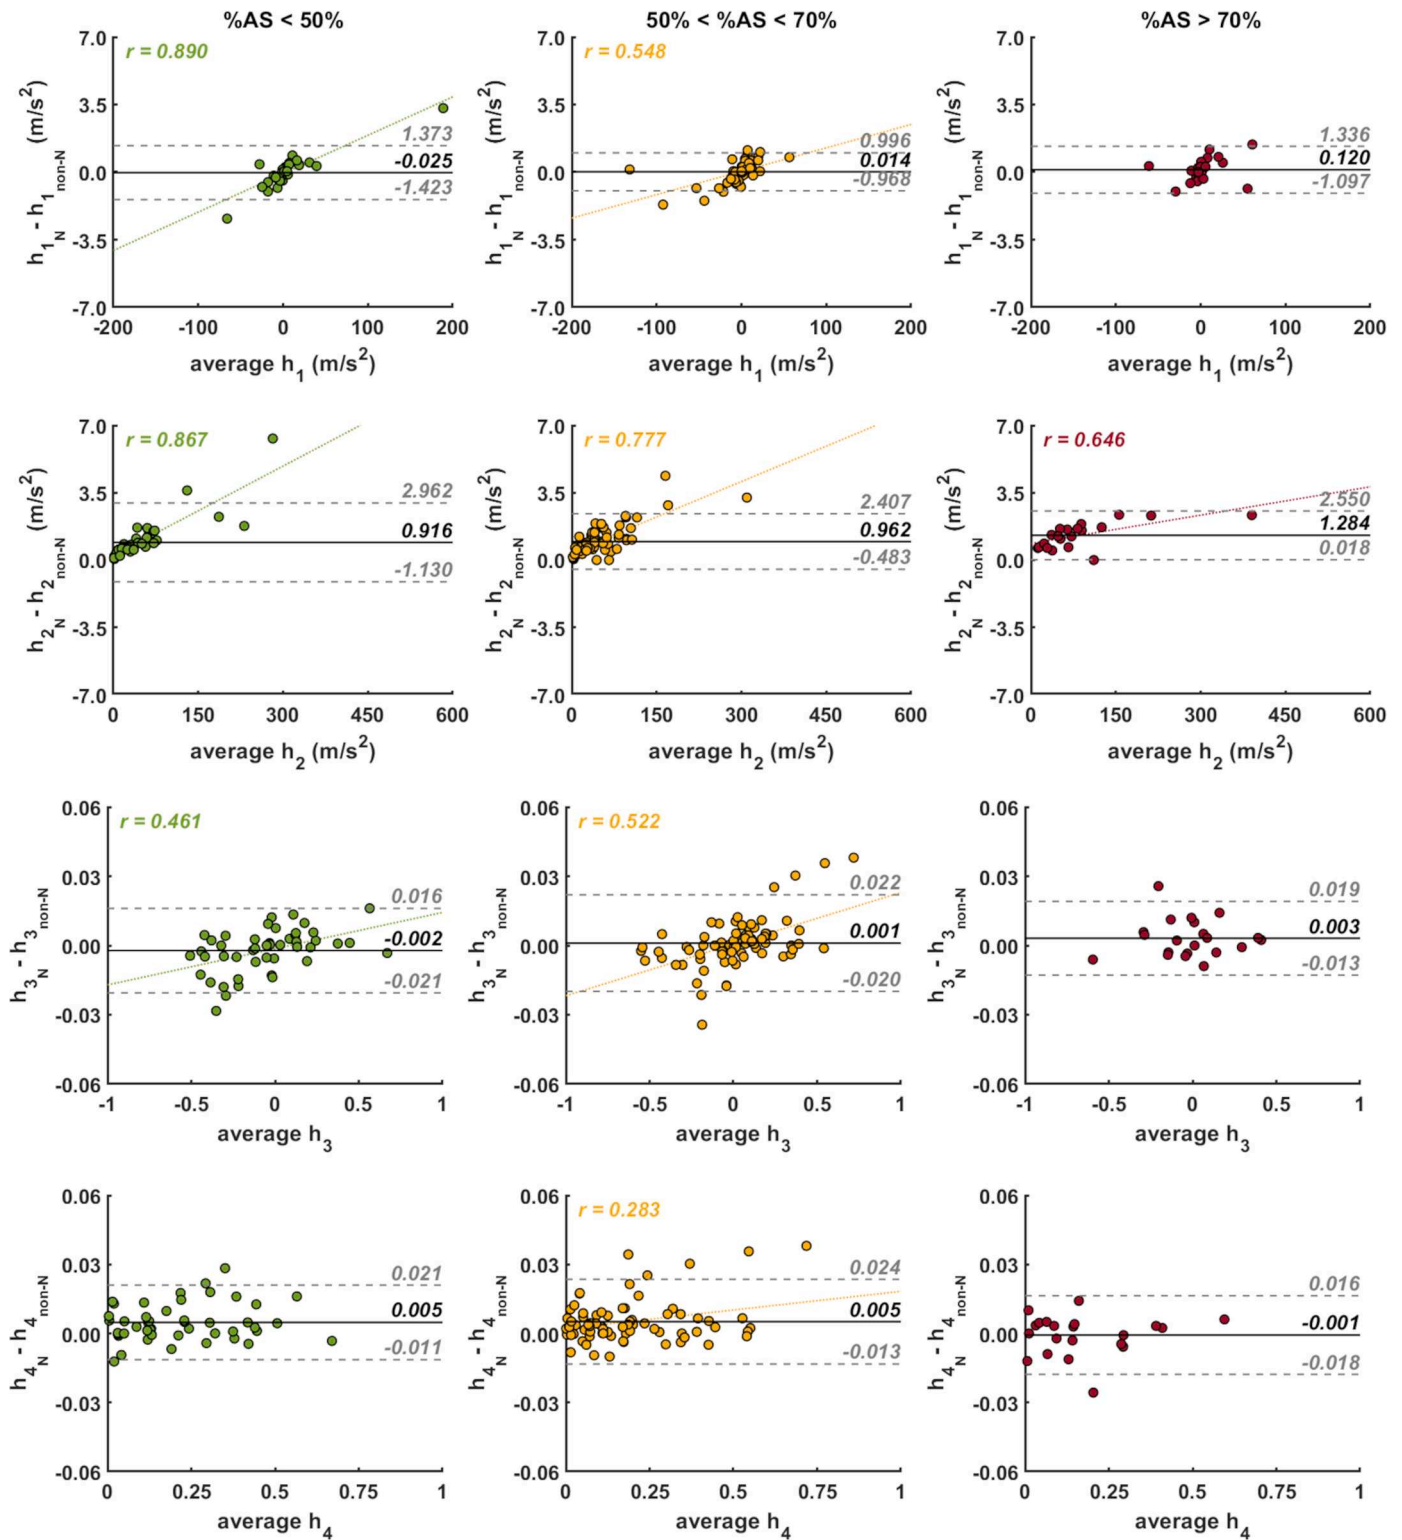 %AS < 50%
50% < %AS < 70%
%AS > 70%
7.0
3.5
0.0
-3.5
-7.0
h1N - h1non-N (m/s2)
r = 0.890
1.373
-0.025
-1.423
-200 -100 0 100 200
average h1 (m/s2)
7.0
3.5
0.0
-3.5
-7.0
h1N - h1non-N (m/s2)
r = 0.548
0.996
0.014
-0.968
-200 -100 0 100 200
average h1 (m/s2)
7.0
3.5
0.0
-3.5
-7.0
h1N - h1non-N (m/s2)
1.336
0.120
-1.097
-200 -100 0 100 200
average h1 (m/s2)
7.0
3.5
0.0
-3.5
-7.0
h2N - h2non-N (m/s2)
r = 0.867
2.962
0.916
-1.130
0 150 300 450 600
average h2 (m/s2)
7.0
3.5
0.0
-3.5
-7.0
h2N - h2non-N (m/s2)
r = 0.777
2.407
0.962
-0.483
0 150 300 450 600
average h2 (m/s2)
7.0
3.5
0.0
-3.5
-7.0
h2N - h2non-N (m/s2)
r = 0.646
2.550
1.284
0.018
0 150 300 450 600
average h2 (m/s2)
0.06
0.03
0.00
-0.03
-0.06
h3N - h3non-N
r = 0.461
0.016
-0.002
-0.021
-1 -0.5 0 0.5 1
average h3
0.06
0.03
0.00
-0.03
-0.06
h3N - h3non-N
r = 0.522
0.022
0.001
-0.020
-1 -0.5 0 0.5 1
average h3
0.06
0.03
0.00
-0.03
-0.06
h3N - h3non-N
0.019
0.003
-0.013
-1 -0.5 0 0.5 1
average h3
0.06
0.03
0.00
-0.03
-0.06
h4N - h4non-N
0.021
0.005
-0.011
0 0.25 0.5 0.75 1
average h4
0.06
0.03
0.00
-0.03
-0.06
h4N - h4non-N
r = 0.283
0.024
0.005
-0.013
0 0.25 0.5 0.75 1
average h4
0.06
0.03
0.00
-0.03
-0.06
h4N - h4non-N
0.016
-0.001
-0.018
0 0.25 0.5 0.75 1
average h4